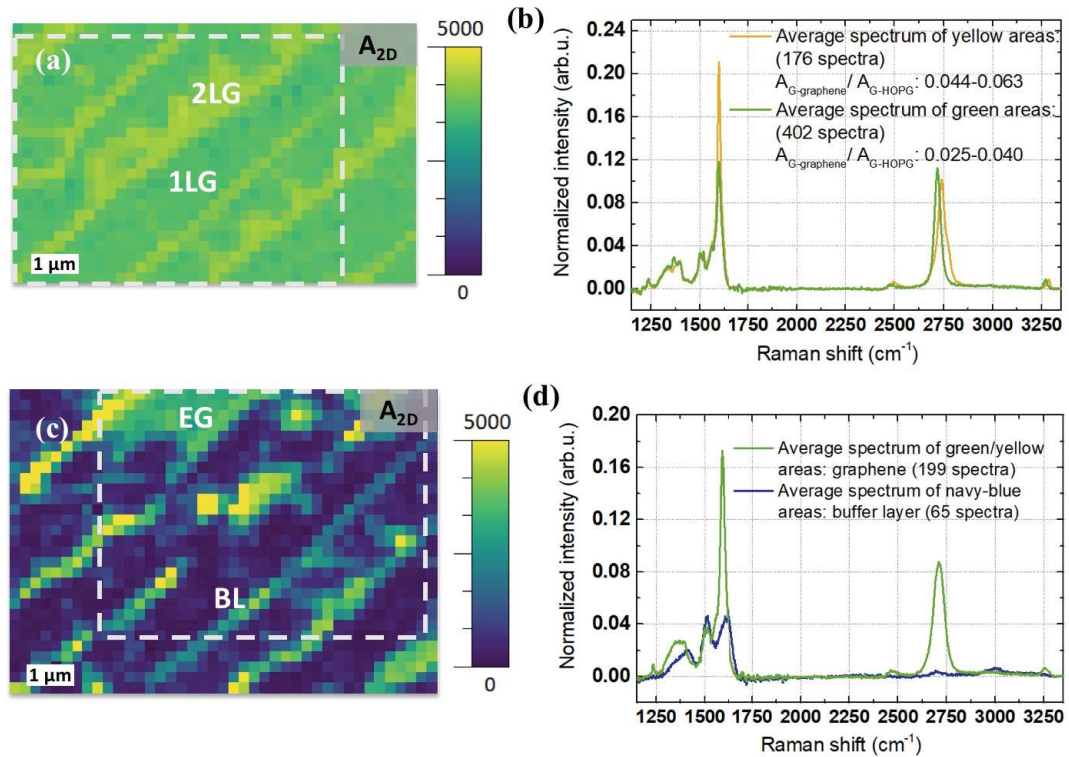 (a)
A2D
2LG
1LG
1 μm
5000
0
(b)
Average spectrum of yellow areas:
(176 spectra)
AG-graphene/ AG-HOPG: 0.044-0.063
Average spectrum of green areas:
(402 spectra)
AG-graphene/ AG-HOPG: 0.025-0.040
Normalized intensity (arb.u.)
0.24
0.20
0.16
0.12
0.08
0.04
0.00
1250 1500 1750 2000 2250 2500 2750 3000 3250
Raman shift (cm-1)
(c)
EG
A2D
BL
1 μm
5000
0
(d)
Average spectrum of green/yellow
areas: graphene (199 spectra)
Average spectrum of navy-blue
areas: buffer layer (65 spectra)
Normalized intensity (arb.u.)
0.20
0.16
0.12
0.08
0.04
0.00
1250 1500 1750 2000 2250 2500 2750 3000 3250
Raman shift (cm-1)